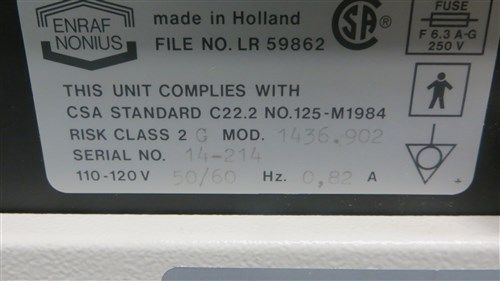 ENRAF
NONIUS
made in Holland
FILE NO. LR 59862
SA
FUSE
F 6.3 A-G
250 V
THIS UNIT COMPLIES WITH
CSA STANDARD C22.2 NO.125-M1984
RISK CLASS 2 G MOD. 1436.902
SERIAL NO. 14-214
110-120 V 50/60 Hz. 0,82 A